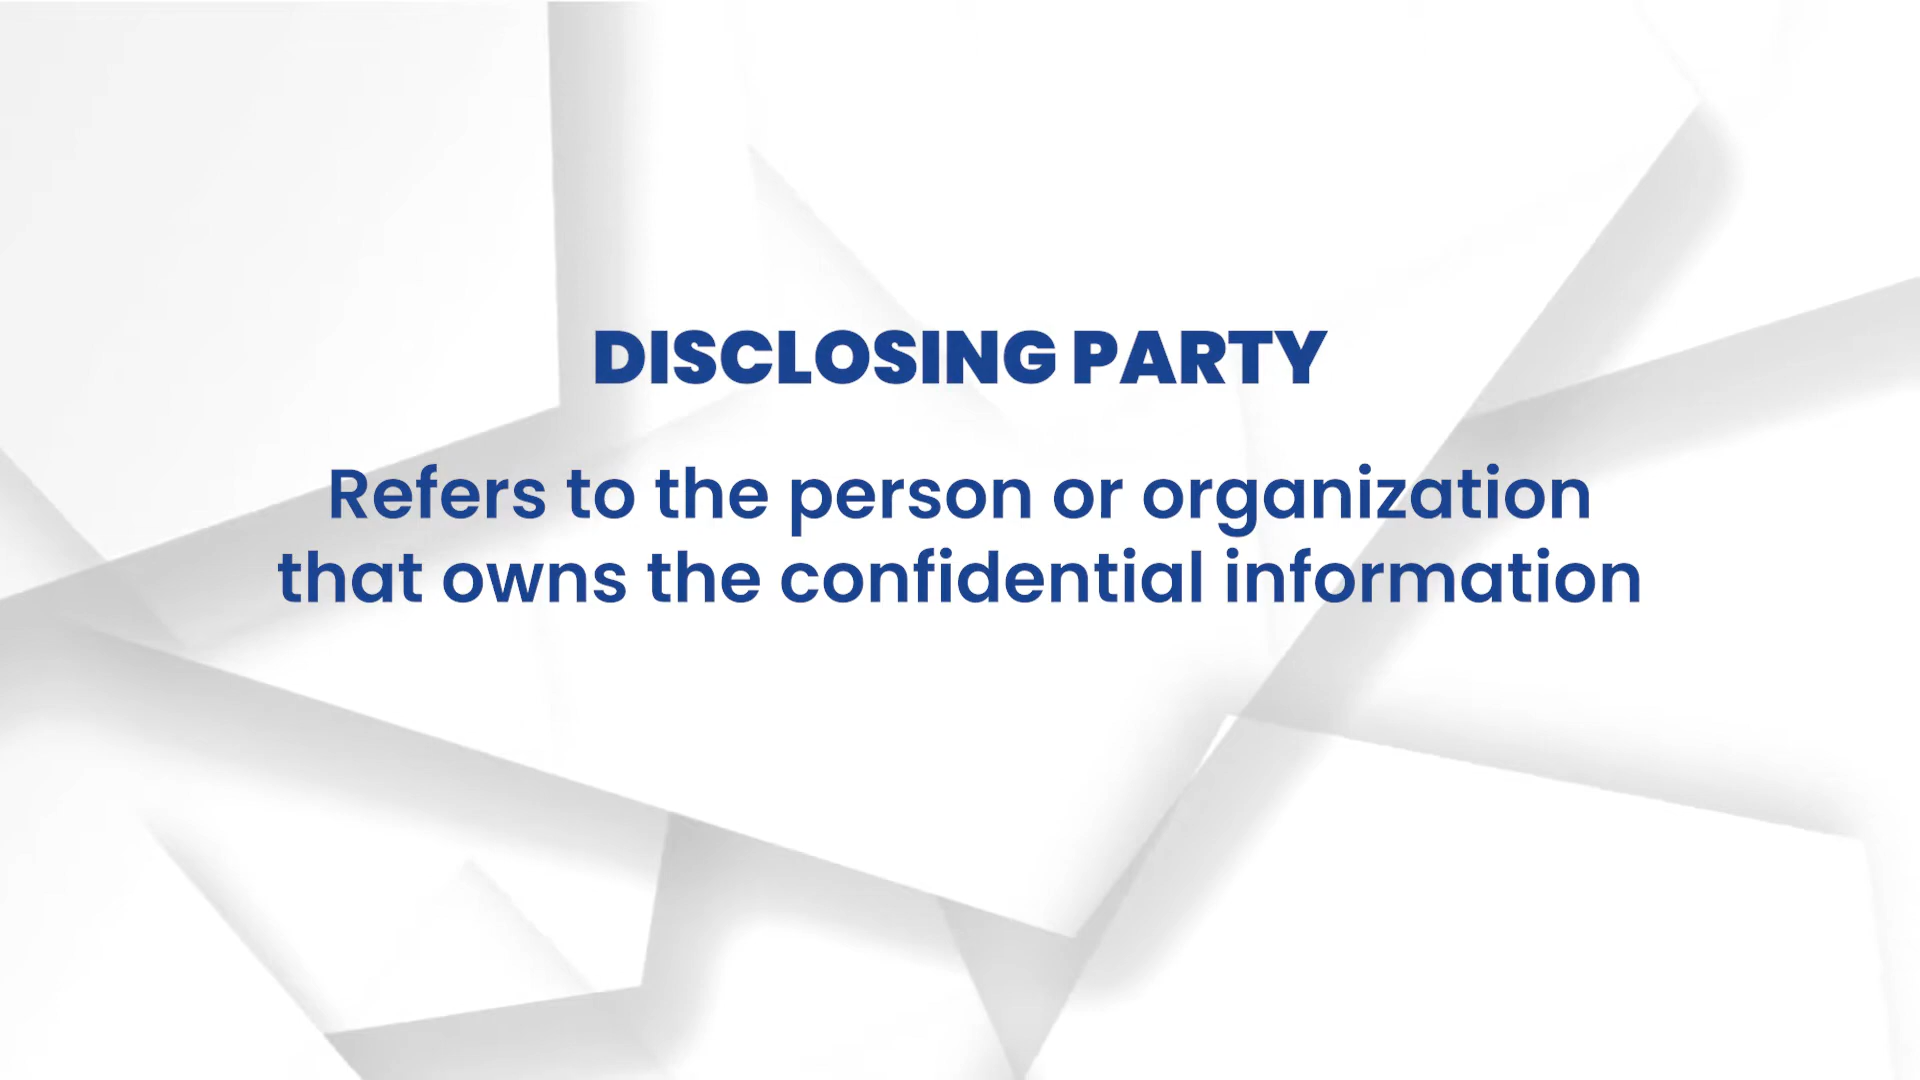 DISCLOSING PARTY
Refers to the person or organization
that owns the confidential information